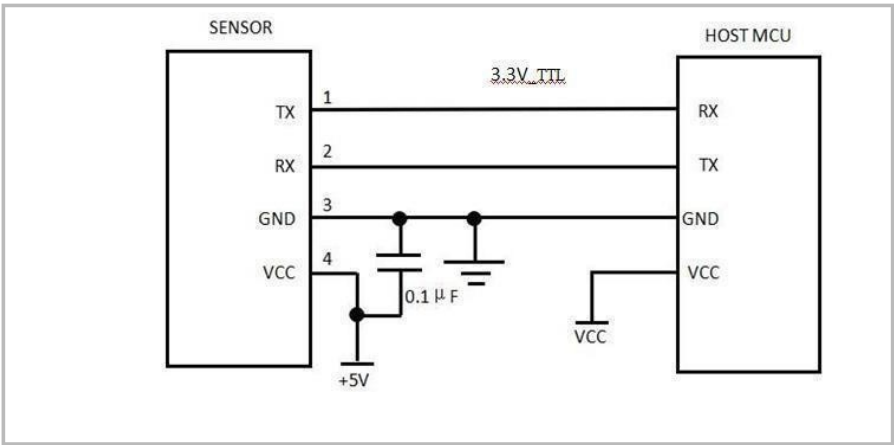 SENSOR
HOST MCU
3.3V_TTL
TX 1 RX
RX 2 TX
GND 3 GND
VCC 4 VCC
0.1 μ F
VCC
+5V